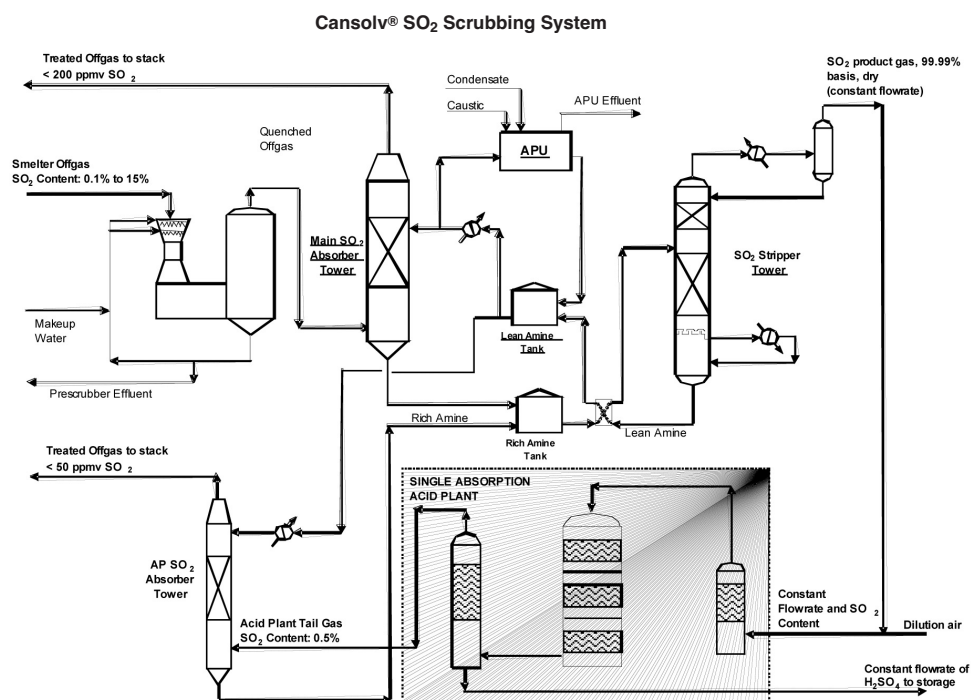 Cansolv® SO2 Scrubbing System
Treated Offgas to stack
< 200 ppmv SO2
Condensate
Caustic
APU Effluent
SO2 product gas, 99.99%
basis, dry
(constant flowrate)
Quenched
Offgas
APU
Smelter Offgas
SO2 Content: 0.1% to 15%
Main SO2
Absorber
Tower
SO2 Stripper
Tower
Makeup
Water
Lean Amine
Tank
Prescrubber Effluent
Rich Amine
Rich Amine
Tank
Lean Amine
Treated Offgas to stack
< 50 ppmv SO2
SINGLE ABSORPTION
ACID PLANT
AP SO2
Absorber
Tower
Acid Plant Tail Gas
SO2 Content: 0.5%
Constant
Flowrate and SO2
Content
Dilution air
Constant flowrate of
H2SO4 to storage